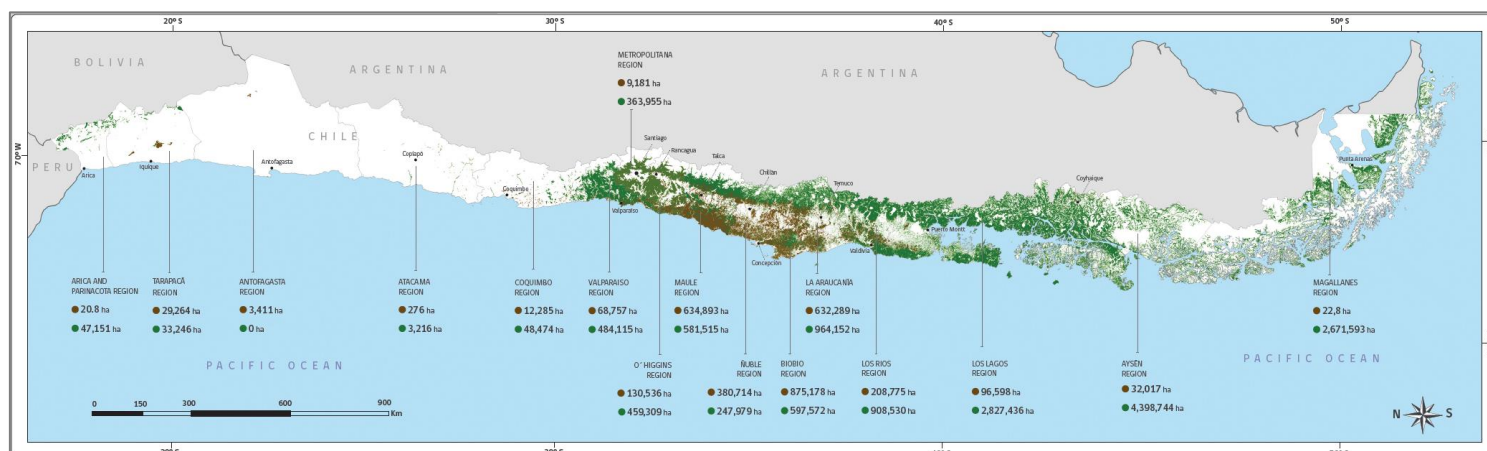 20º S
30º S
40º S
50º S
BOLIVIA
ARGENTINA
ARGENTINA
METROPOLITANA
REGION
9,181 ha
363,955 ha
CHILE
PERU
70º W
Arica
Iquique
Antofagasta
Copiapó
Coquimbo
Valparaíso
Santiago
Rancagua
Talca
Chillán
Concepción
Temuco
Valdivia
Puerto Montt
Coyhaique
Punta Arenas
ARICA AND
PARINACOTA REGION
20.8 ha
47,151 ha
TARAPACÁ
REGION
29,264 ha
33,246 ha
ANTOFAGASTA
REGION
3,411 ha
0 ha
ATACAMA
REGION
276 ha
3,216 ha
COQUIMBO
REGION
12,285 ha
48,474 ha
VALPARAISO
REGION
68,757 ha
484,115 ha
MAULE
REGION
634,893 ha
581,515 ha
LA ARAUCANÍA
REGION
632,289 ha
964,152 ha
MAGALLANES
REGION
22,8 ha
2,671,593 ha
O´HIGGINS
REGION
130,536 ha
459,309 ha
ÑUBLE
REGION
380,714 ha
247,979 ha
BIOBIO
REGION
875,178 ha
597,572 ha
LOS RIOS
REGION
208,775 ha
908,530 ha
LOS LAGOS
REGION
96,598 ha
2,827,436 ha
AYSÉN
REGION
32,017 ha
4,398,744 ha
PACIFIC OCEAN
PACIFIC OCEAN
0 150 300 600 900
Km
N S